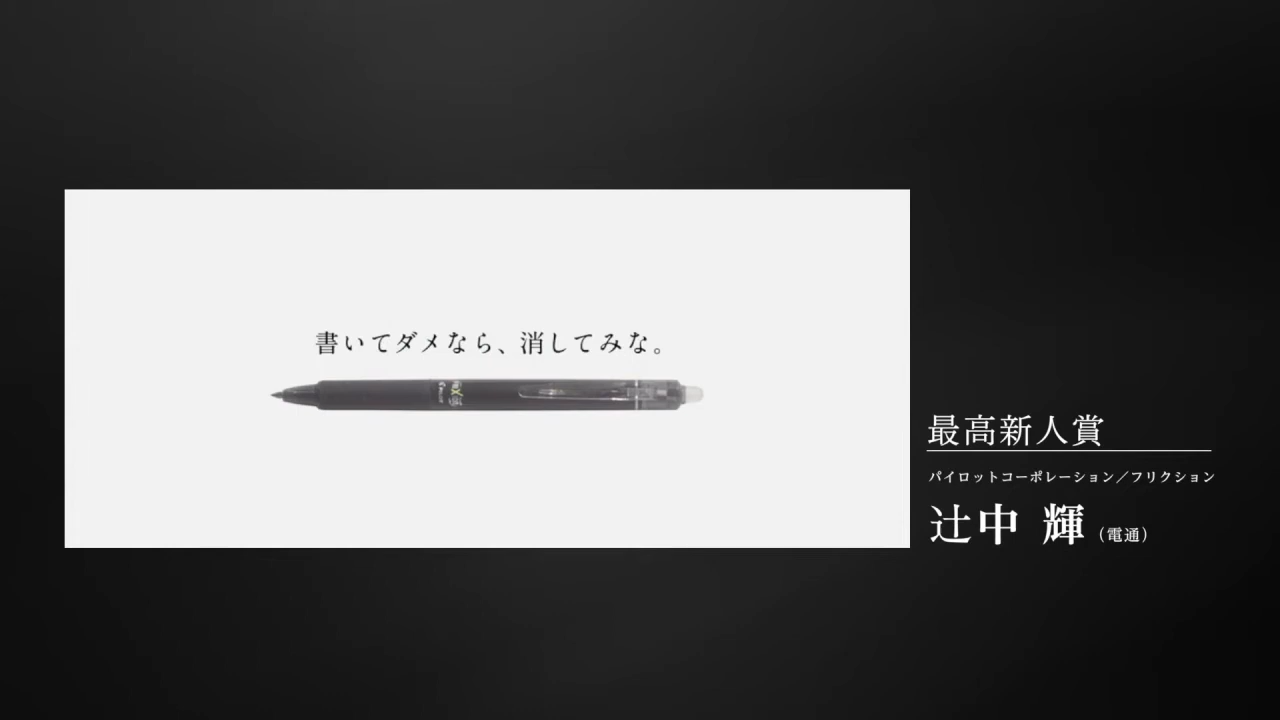 書いてダメなら、消してみな。
PILOT
最高新人賞
パイロットコーポレーション／フリクション
辻中 輝（電通）